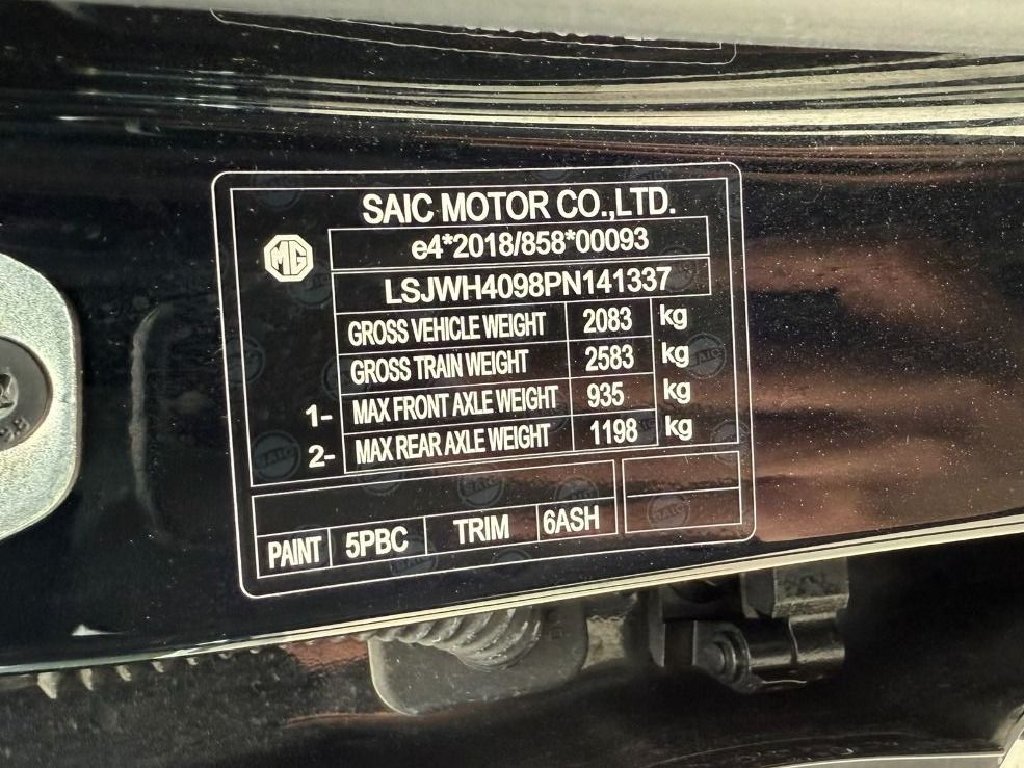 SAIC MOTOR CO.,LTD.
MG
e4*2018/858*00093
LSJWH4098PN141337
GROSS VEHICLE WEIGHT 2083 kg
GROSS TRAIN WEIGHT 2583 kg
1- MAX FRONT AXLE WEIGHT 935 kg
2- MAX REAR AXLE WEIGHT 1198 kg
PAINT 5PBC TRIM 6ASH